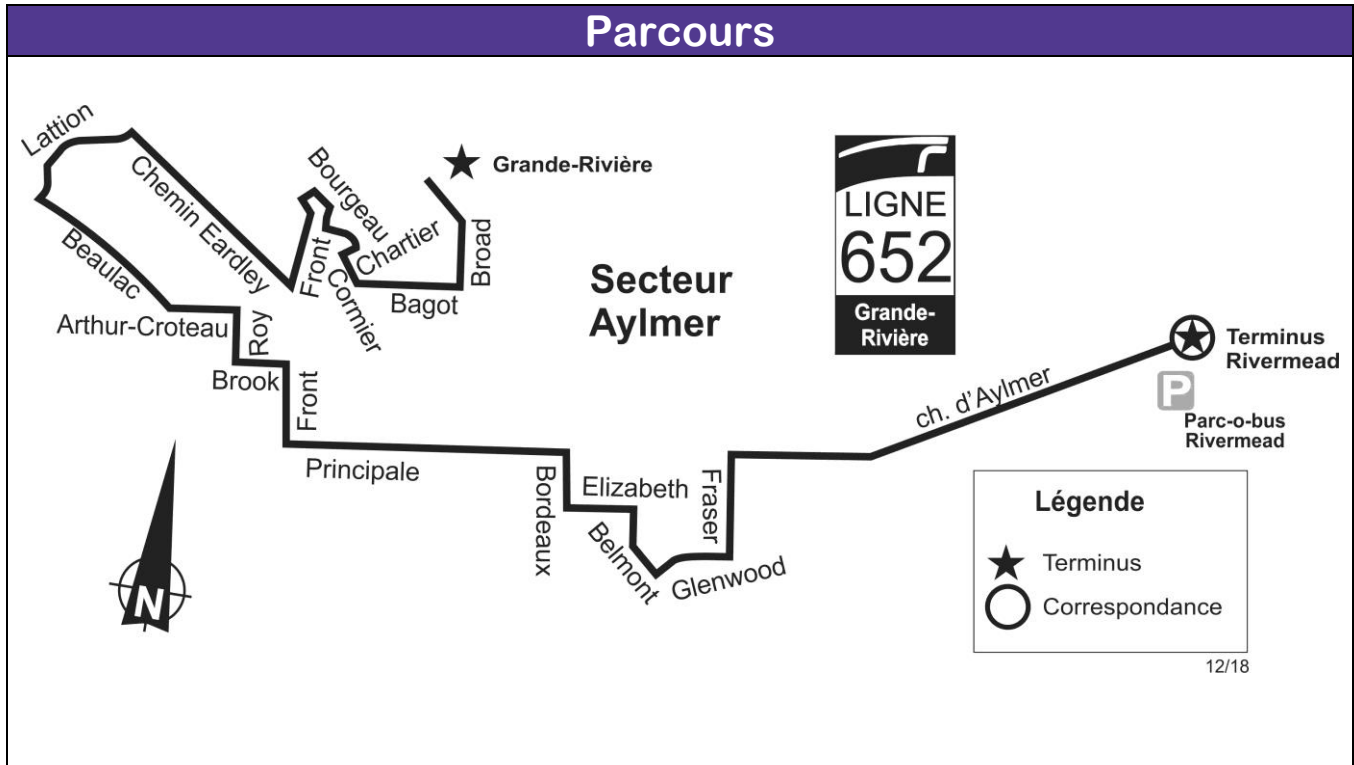 Parcours
Lattion
Chemin Eardley
Beaulac
Arthur-Croteau
Roy
Brook
Front
Front
Bourgeau
Cormier
Chartier
Bagot
Broad
Grande-Rivière
Secteur
Aylmer
LIGNE
652
Grande-
Rivière
Principale
Bordeaux
Elizabeth
Belmont
Glenwood
Fraser
ch. d'Aylmer
Terminus
Rivermead
P
Parc-o-bus
Rivermead
N
Légende
Terminus
Correspondance
12/18